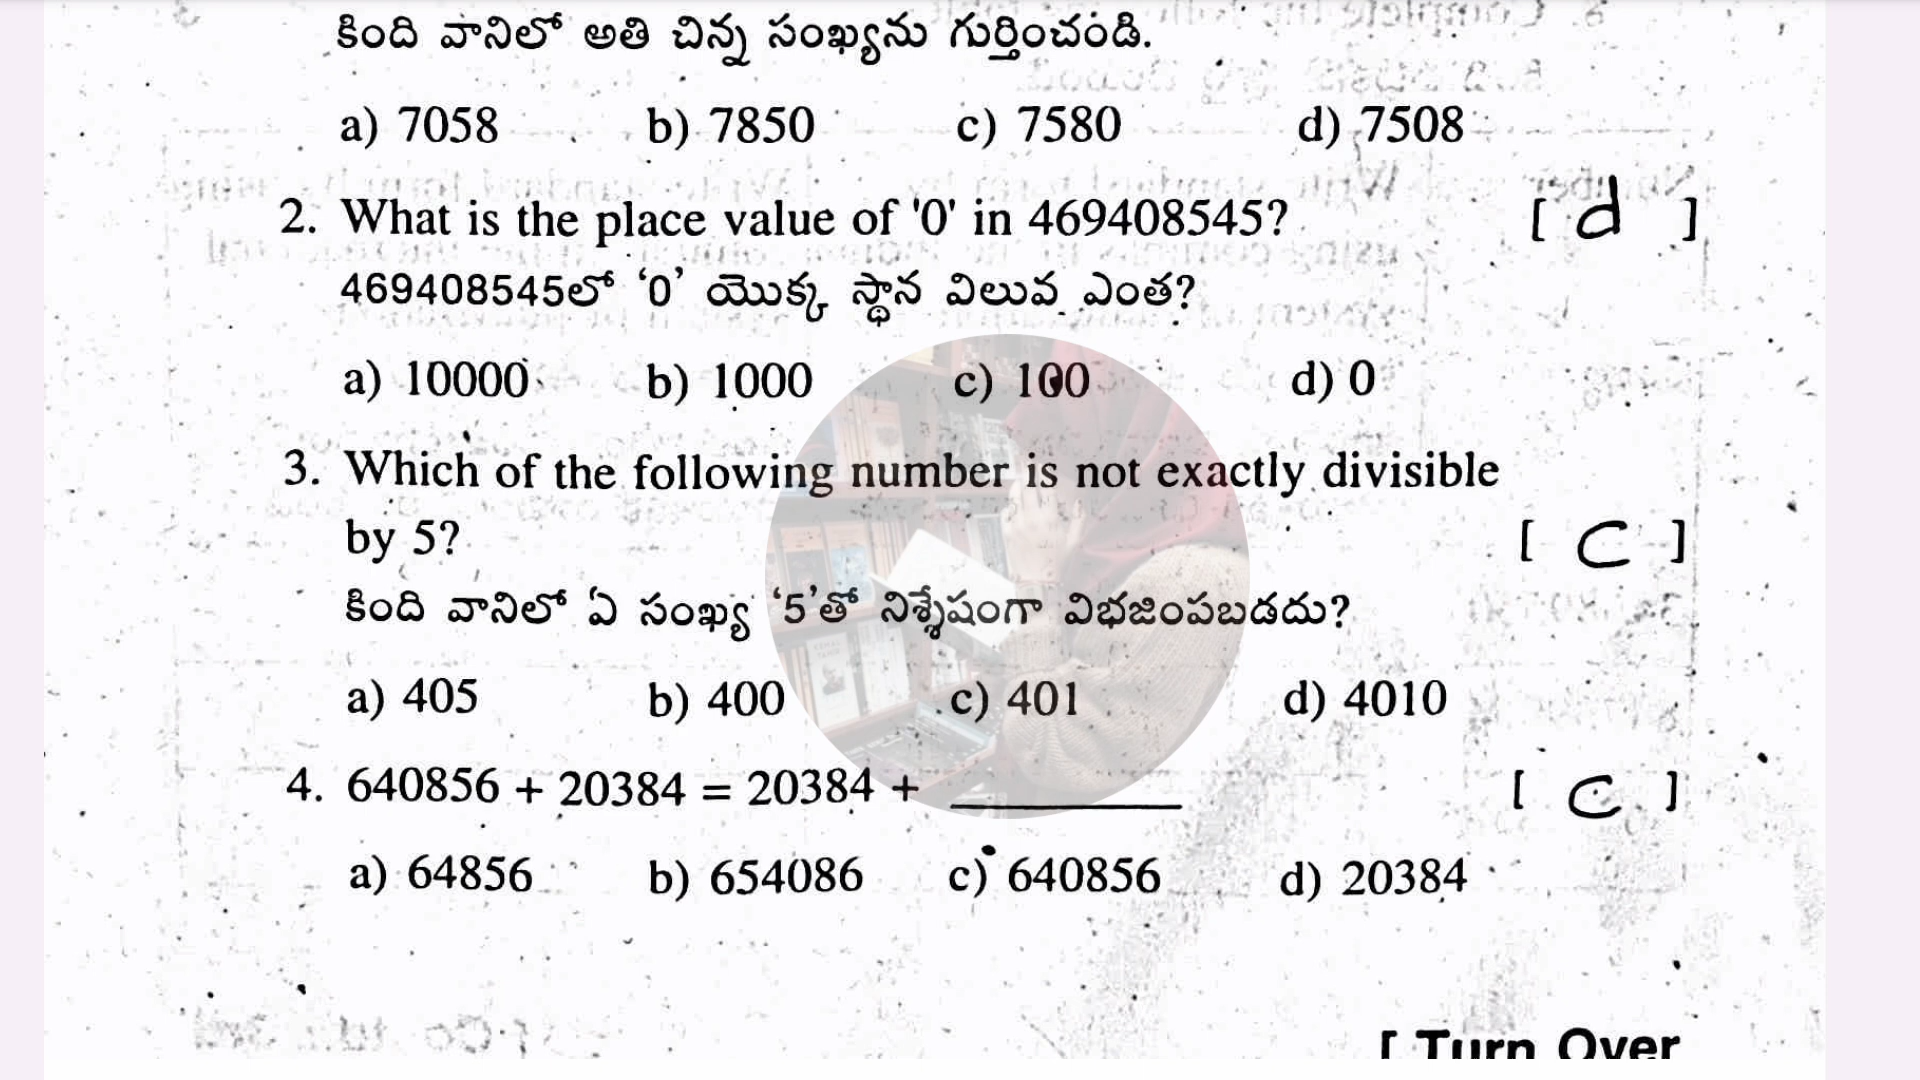 కింది వానిలో అతి చిన్న సంఖ్యను గుర్తించండి.
a) 7058 b) 7850 c) 7580 d) 7508
2. What is the place value of '0' in 469408545? [ d ]
469408545లో ‘0’ యొక్క స్థాన విలువ ఎంత?
a) 10000 b) 1000 c) 100 d) 0
3. Which of the following number is not exactly divisible
by 5? [ C ]
కింది వానిలో ఏ సంఖ్య ‘5’తో నిశ్శేషంగా విభజింపబడదు?
a) 405 b) 400 c) 401 d) 4010
4. 640856 + 20384 = 20384 + ________ [ C ]
a) 64856 b) 654086 c) 640856 d) 20384
[ Turn Over